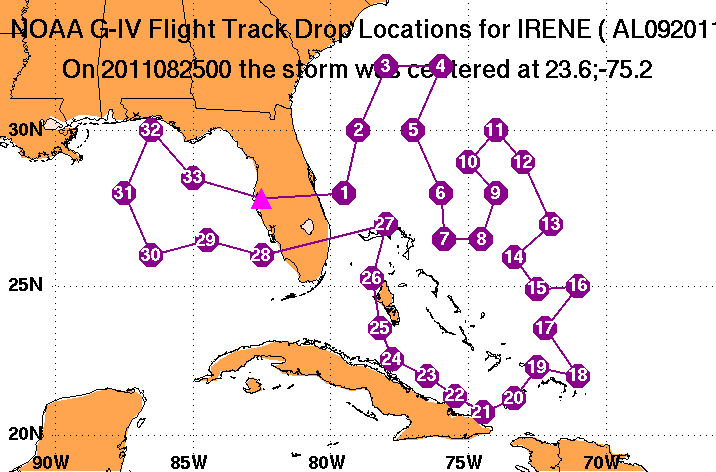 NOAA G-IV Flight Track Drop Locations for IRENE ( AL09201
On 2011082500 the storm was centered at 23.6;-75.2
3 4
32 2 5 11
30N
10 12
33
31 1 6 9
27 13
7 8
29
30 28 14
26
25N
15 16
25 17
24
19
23 18
22 20
21
20N
90W 85W 80W 75W 70W